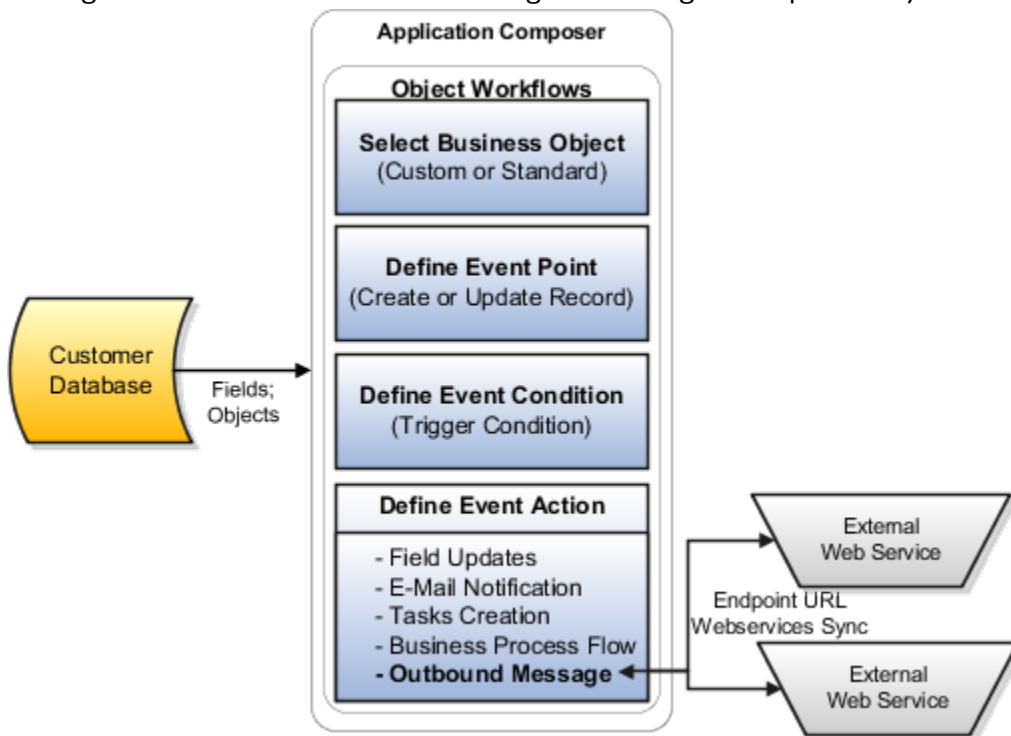 Application Composer
Object Workflows
Select Business Object
(Custom or Standard)
Define Event Point
(Create or Update Record)
Customer
Database
Fields;
Objects
Define Event Condition
(Trigger Condition)
Define Event Action
- Field Updates
- E-Mail Notification
- Tasks Creation
- Business Process Flow
- Outbound Message
External
Web Service
Endpoint URL
Webservices Sync
External
Web Service